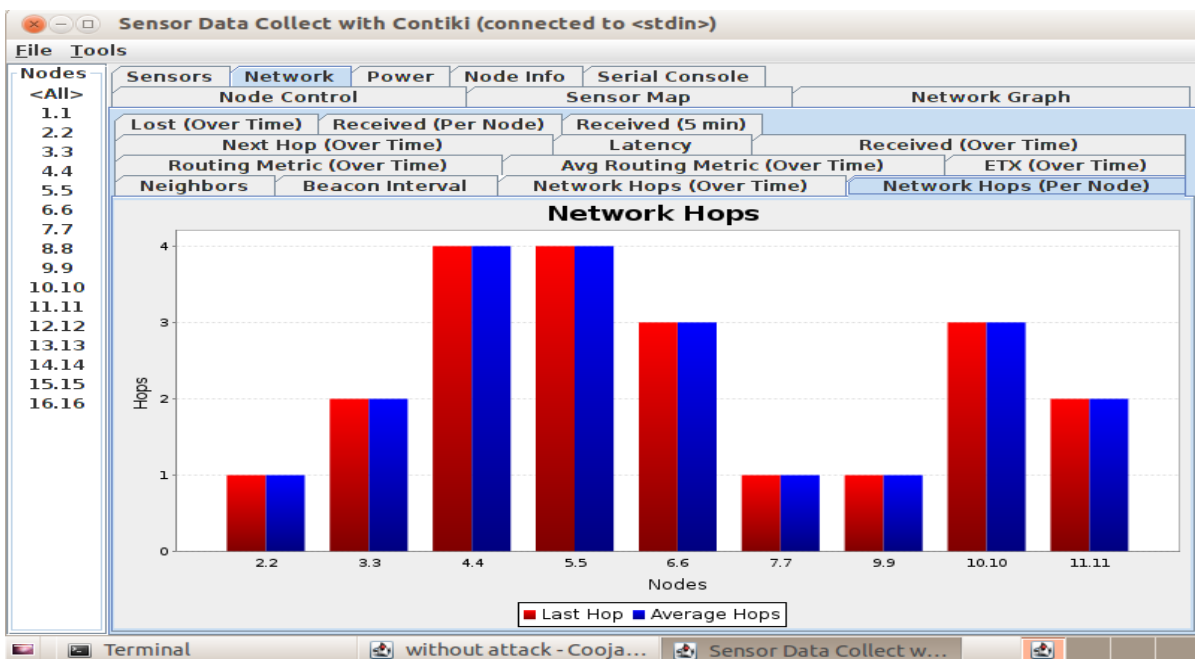 Sensor Data Collect with Contiki (connected to <stdin>)
File Tools
Nodes
<All>
1.1
2.2
3.3
4.4
5.5
6.6
7.7
8.8
9.9
10.10
11.11
12.12
13.13
14.14
15.15
16.16
Sensors Network Power Node Info Serial Console
Node Control Sensor Map Network Graph
Lost (Over Time) Received (Per Node) Received (5 min)
Next Hop (Over Time) Latency Received (Over Time)
Routing Metric (Over Time) Avg Routing Metric (Over Time) ETX (Over Time)
Neighbors Beacon Interval Network Hops (Over Time) Network Hops (Per Node)
Network Hops
Hops
4
3
2
1
0
2.2 3.3 4.4 5.5 6.6 7.7 9.9 10.10 11.11
Nodes
Last Hop Average Hops
Terminal without attack - Cooja... Sensor Data Collect w...